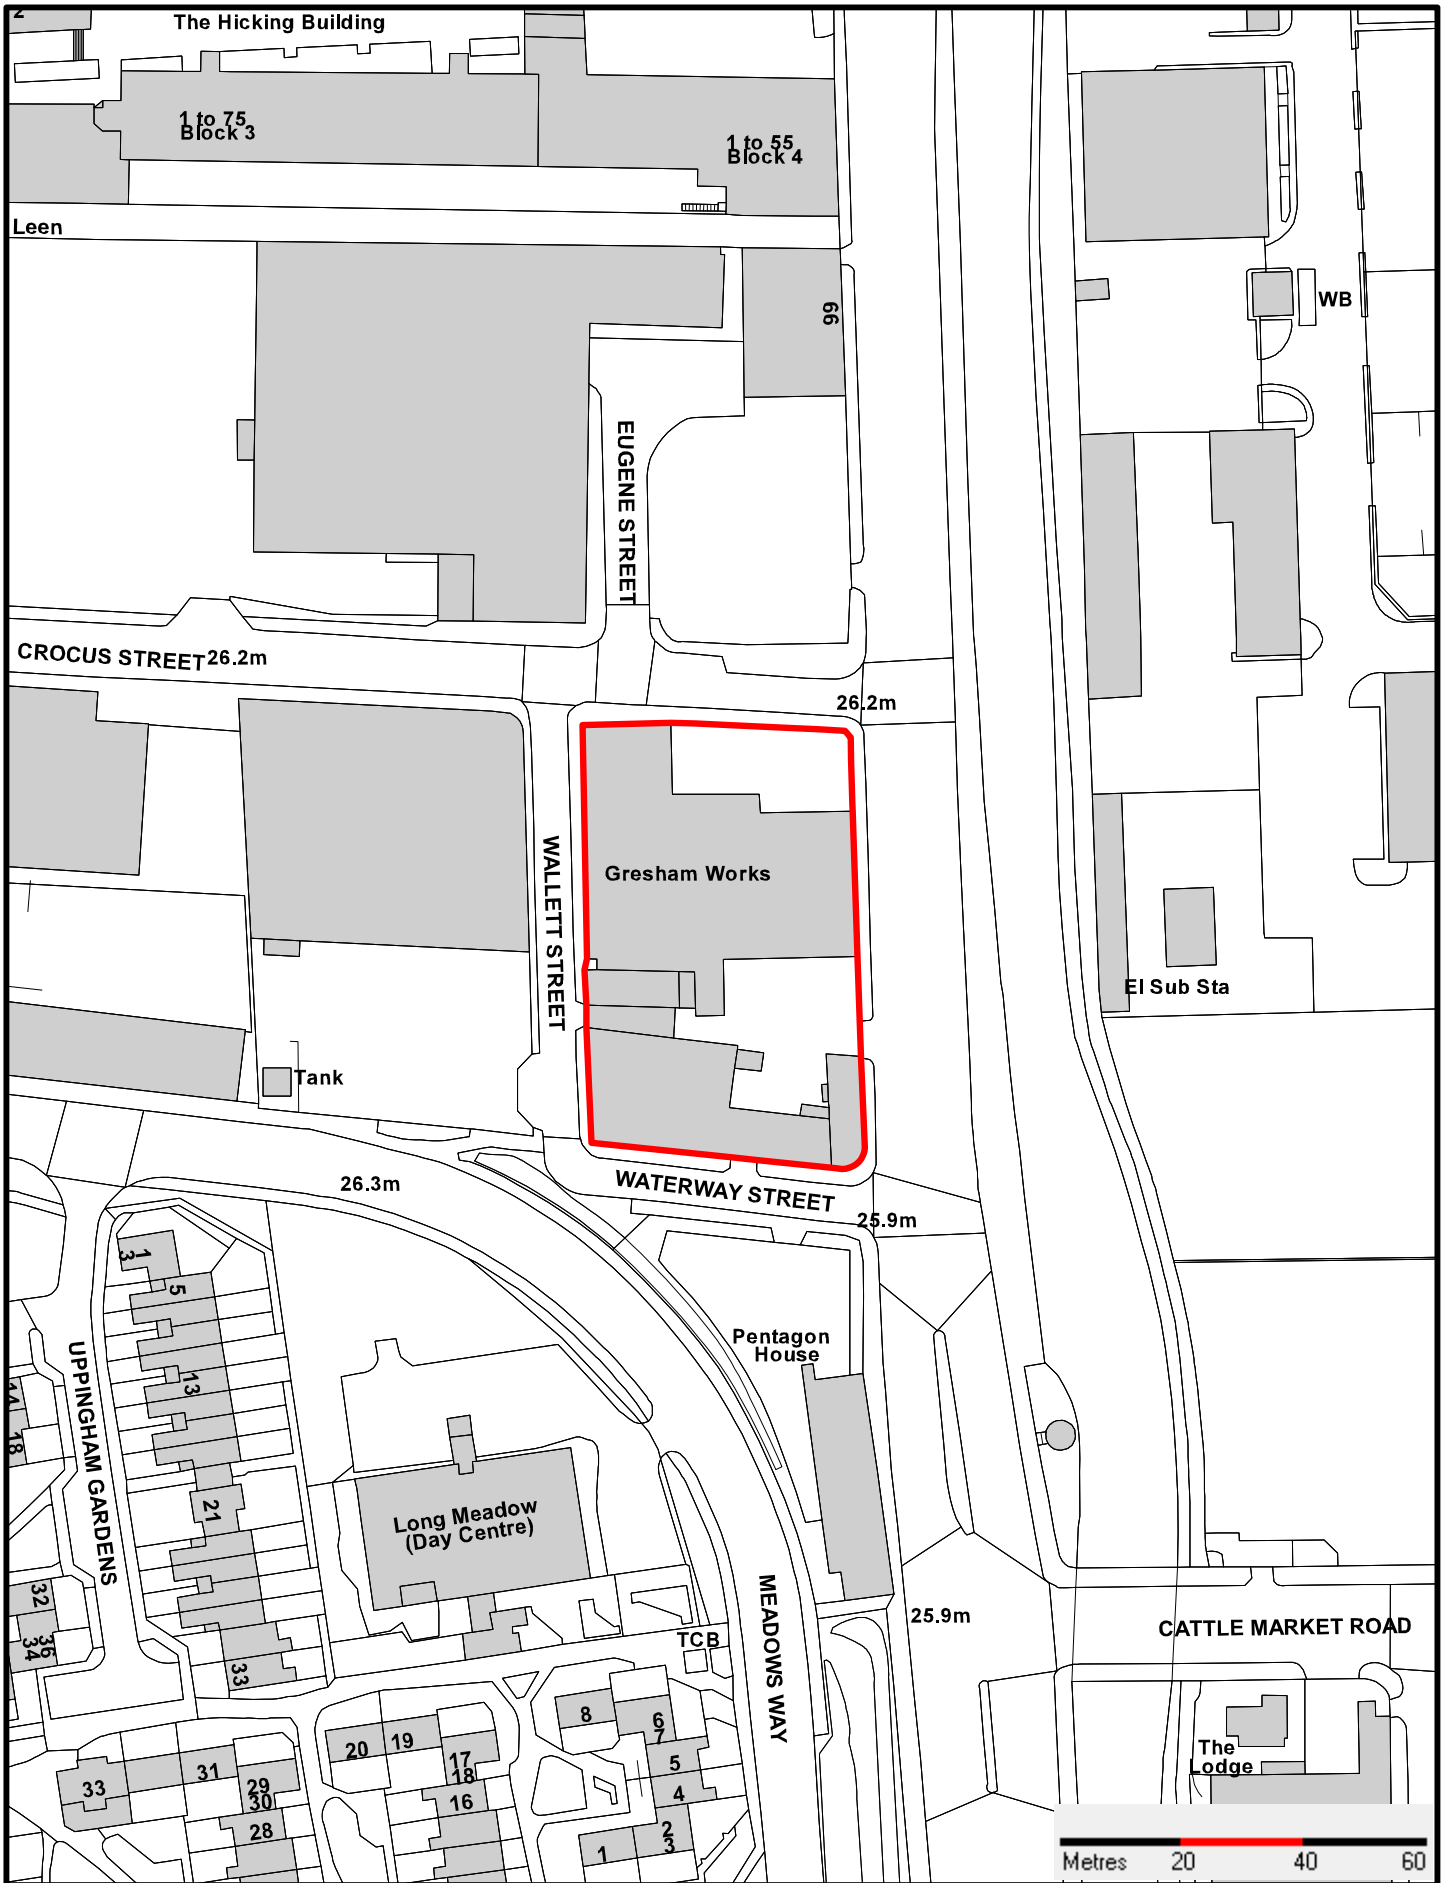 2
The Hicking Building
1 to 75
Block 3
1 to 55
Block 4
Leen
66
WB
EUGENE STREET
CROCUS STREET
26.2m
26.2m
WALLETT STREET
Gresham Works
El Sub Sta
Tank
26.3m
WATERWAY STREET
25.9m
1
3
5
Pentagon
House
UPPINGHAM GARDENS
13
14
18
21
Long Meadow
(Day Centre)
32
36
34
33
MEADOWS WAY
TCB
25.9m
CATTLE MARKET ROAD
8
6
7
20
19
17
18
5
4
The
Lodge
33
31
29
30
16
28
2
3
1
Metres 20 40 60